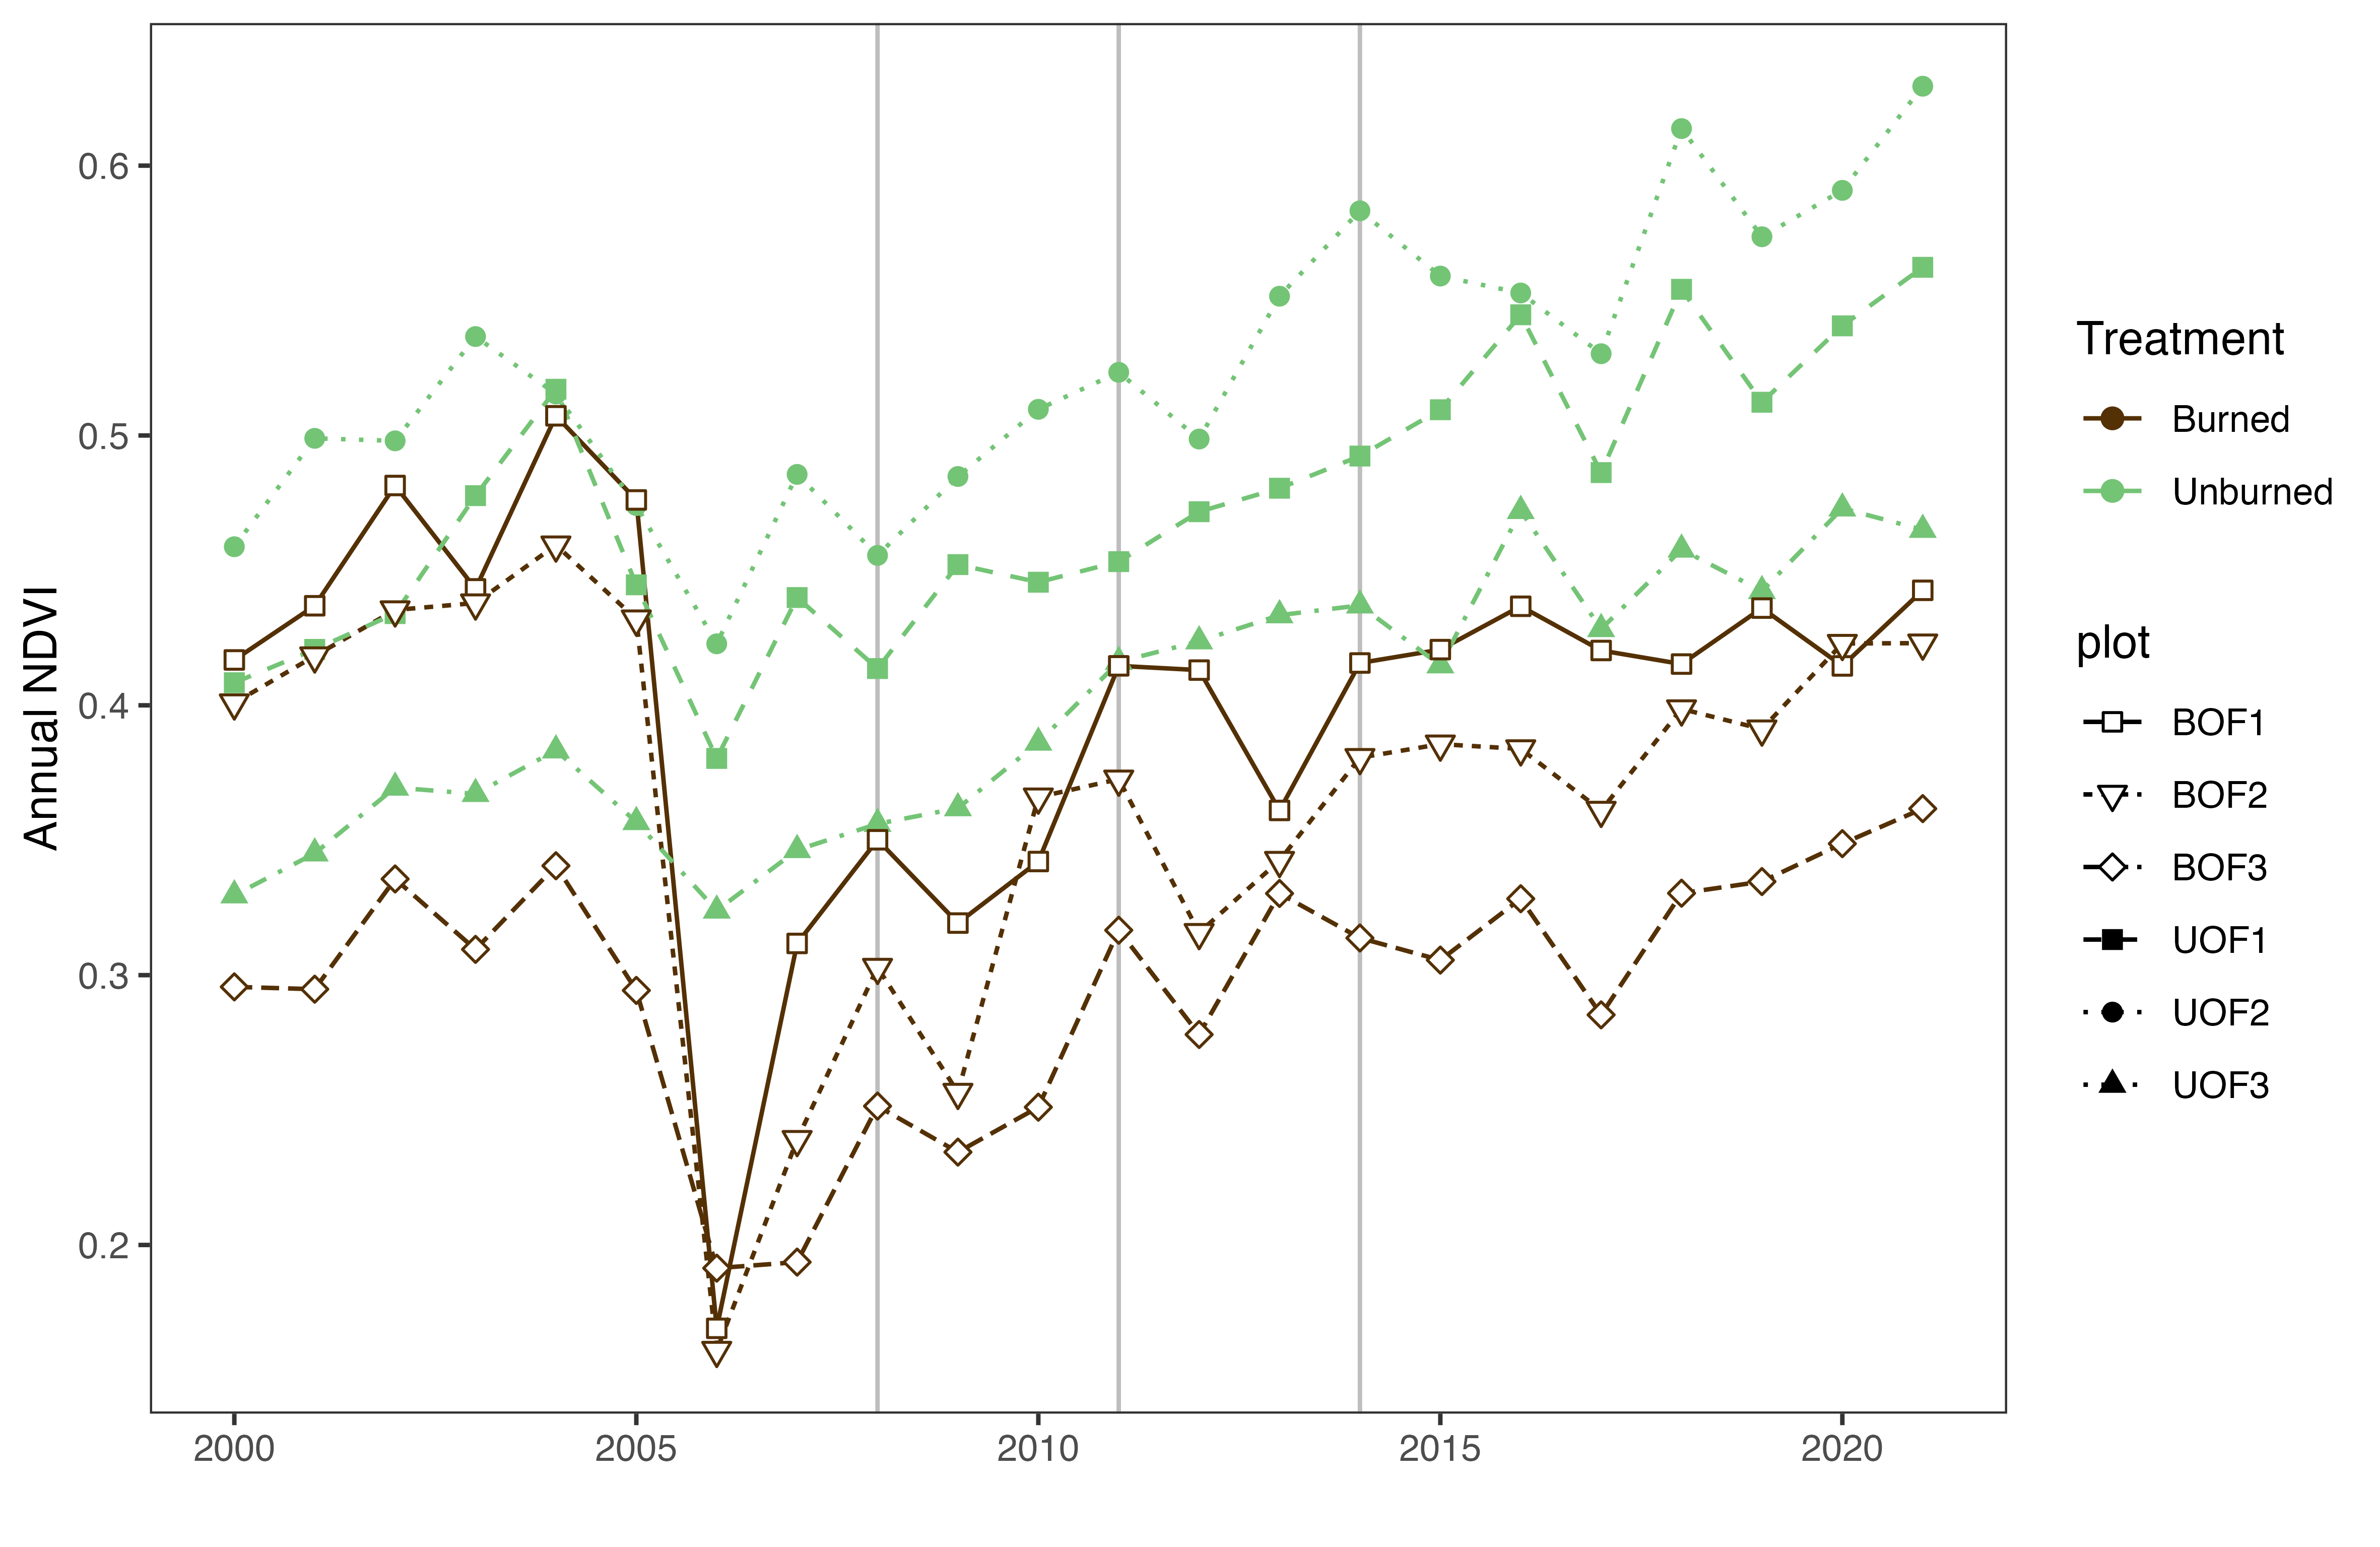 Annual NDVI
0.6
0.5
0.4
0.3
0.2
2000 2005 2010 2015 2020
Treatment
Burned
Unburned
plot
BOF1
BOF2
BOF3
UOF1
UOF2
UOF3